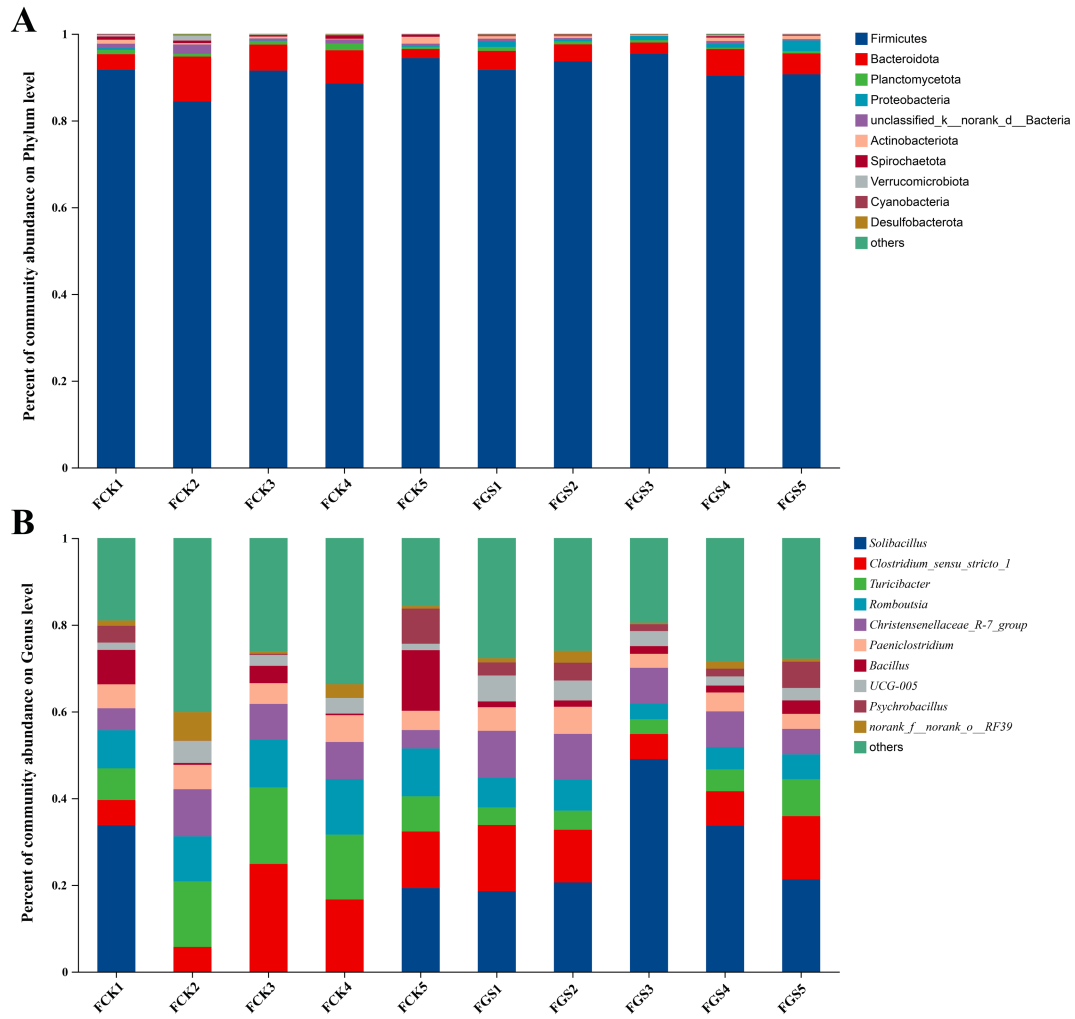 A
Percent of community abundance on Phylum level
1
0.8
0.6
0.4
0.2
0
FCK1
FCK2
FCK3
FCK4
FCK5
FGS1
FGS2
FGS3
FGS4
FGS5
Firmicutes
Bacteroidota
Planctomycetota
Proteobacteria
unclassified_k__norank_d__Bacteria
Actinobacteriota
Spirochaetota
Verrucomicrobiota
Cyanobacteria
Desulfobacterota
others
B
Percent of community abundance on Genus level
1
0.8
0.6
0.4
0.2
0
FCK1
FCK2
FCK3
FCK4
FCK5
FGS1
FGS2
FGS3
FGS4
FGS5
Solibacillus
Clostridium_sensu_stricto_1
Turicibacter
Romboutsia
Christensenellaceae_R-7_group
Paeniclostridium
Bacillus
UCG-005
Psychrobacillus
norank_f__norank_o__RF39
others